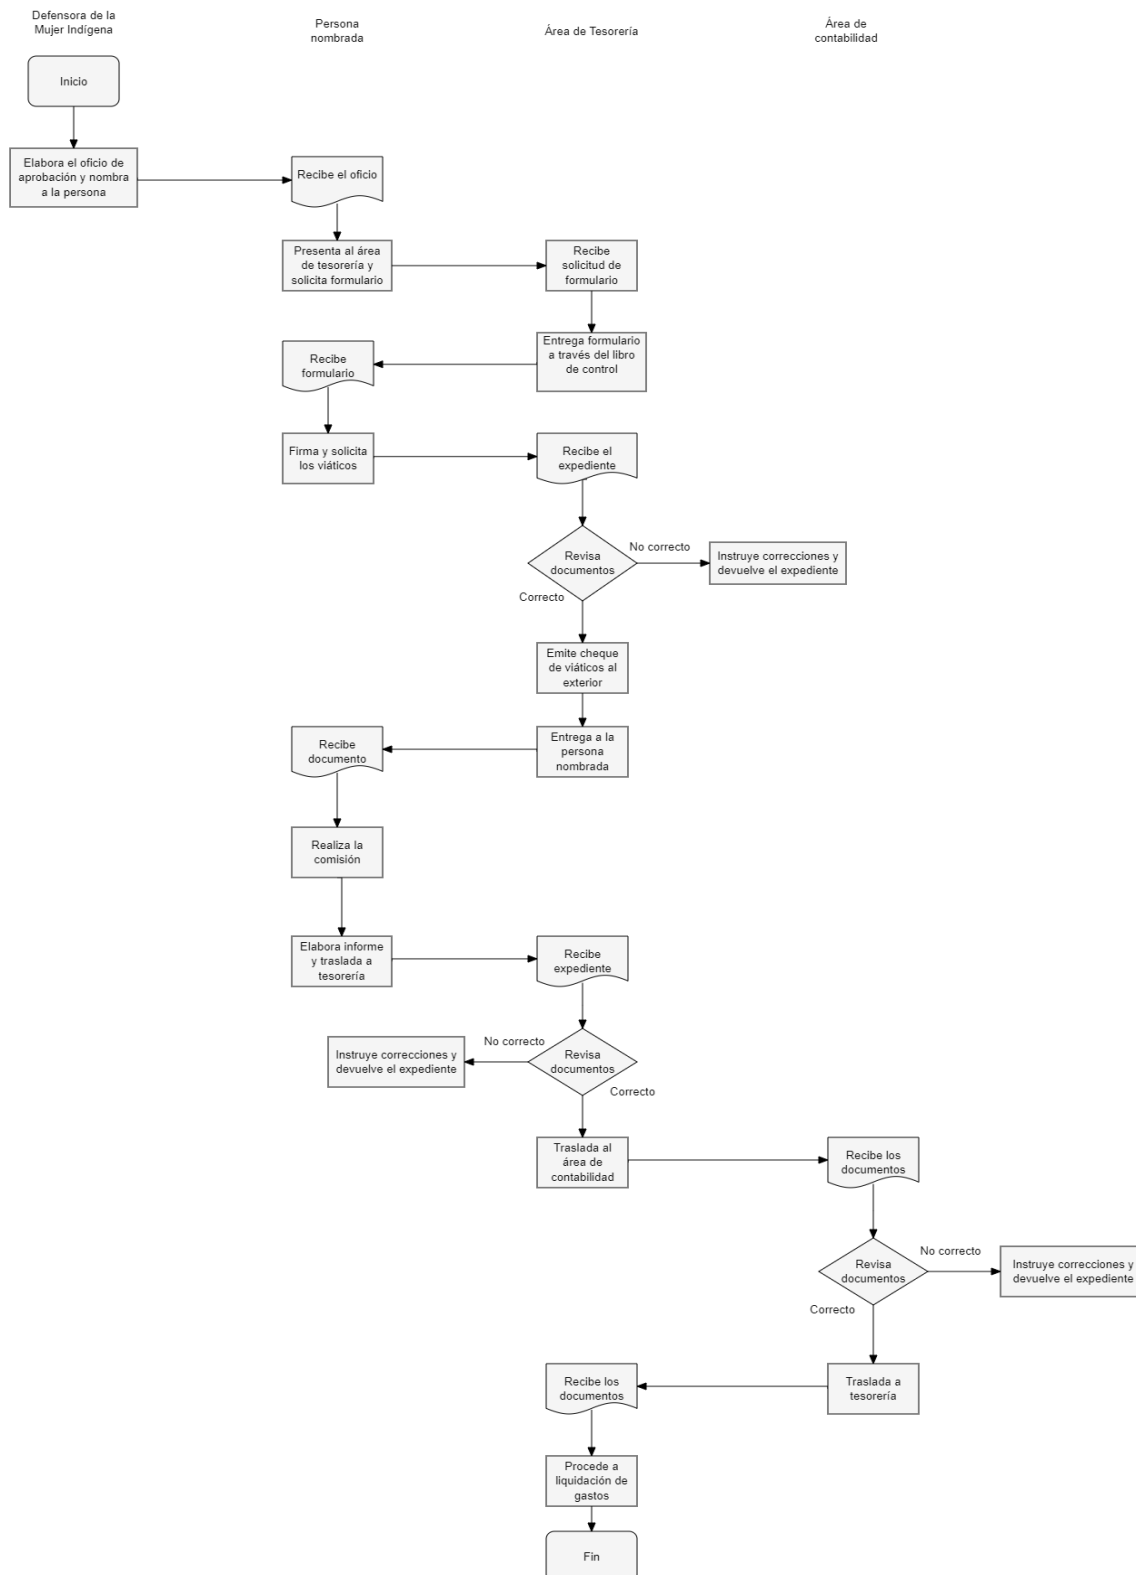 Defensora de la
Mujer Indígena
Persona
nombrada
Área de Tesorería
Área de
contabilidad
Inicio
Elabora el oficio de
aprobación y nombra
a la persona
Recibe el oficio
Presenta al área
de tesorería y
solicita formulario
Recibe
solicitud de
formulario
Entrega formulario
a través del libro
de control
Recibe
formulario
Firma y solicita
los viáticos
Recibe el
expediente
Revisa
documentos
No correcto
Instruye correcciones y
devuelve el expediente
Correcto
Emite cheque
de viáticos al
exterior
Entrega a la
persona
nombrada
Recibe
documento
Realiza la
comisión
Elabora informe
y traslada a
tesorería
Recibe
expediente
Revisa
documentos
No correcto
Instruye correcciones y
devuelve el expediente
Correcto
Traslada al
área de
contabilidad
Recibe los
documentos
Revisa
documentos
No correcto
Instruye correcciones y
devuelve el expediente
Correcto
Traslada a
tesorería
Recibe los
documentos
Procede a
liquidación de
gastos
Fin